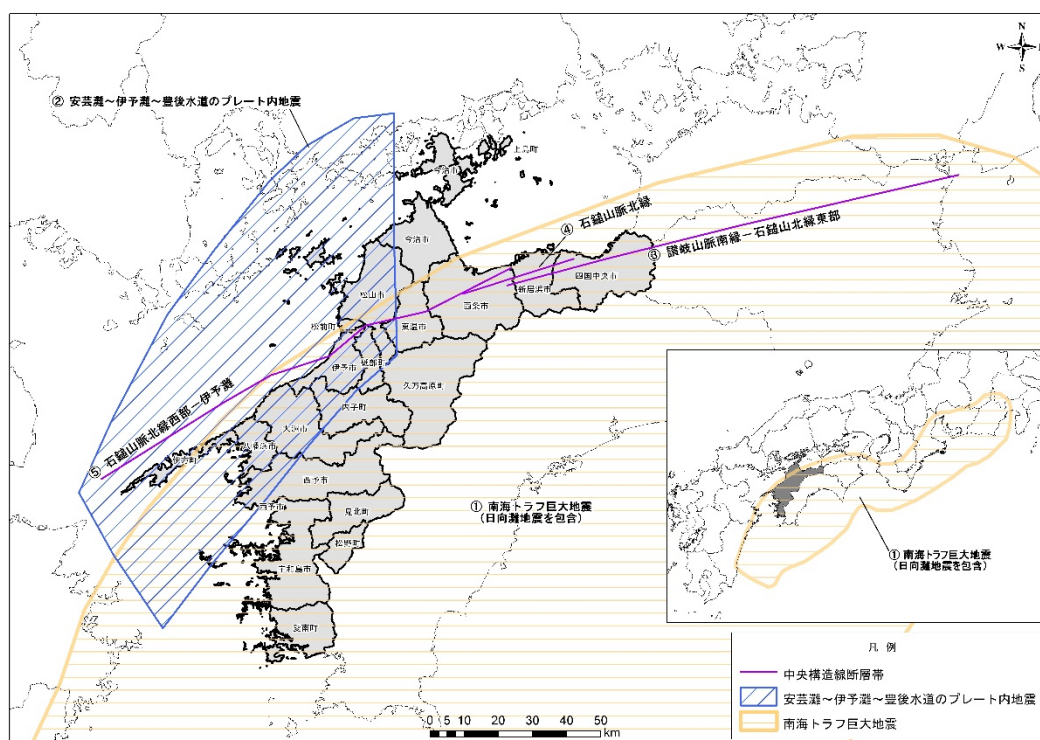 N
W E
S
② 安芸灘～伊予灘～豊後水道のプレート内地震
上島町
今治市
今治市
④ 石鎚山脈北縁
③ 讃岐山脈南縁－石鎚山北縁東部
四国中央市
新居浜市
西条市
松山市
東温市
松前町
砥部町
伊予市
久万高原町
内子町
大洲市
八幡浜市
伊方町
⑤ 石鎚山脈北縁西部－伊予灘
西予市
西予市
鬼北町
松野町
宇和島市
愛南町
① 南海トラフ巨大地震
(日向灘地震を包含)
① 南海トラフ巨大地震
(日向灘地震を包含)
凡 例
中央構造線断層帯
安芸灘～伊予灘～豊後水道のプレート内地震
南海トラフ巨大地震
0 5 10 20 30 40 50
km